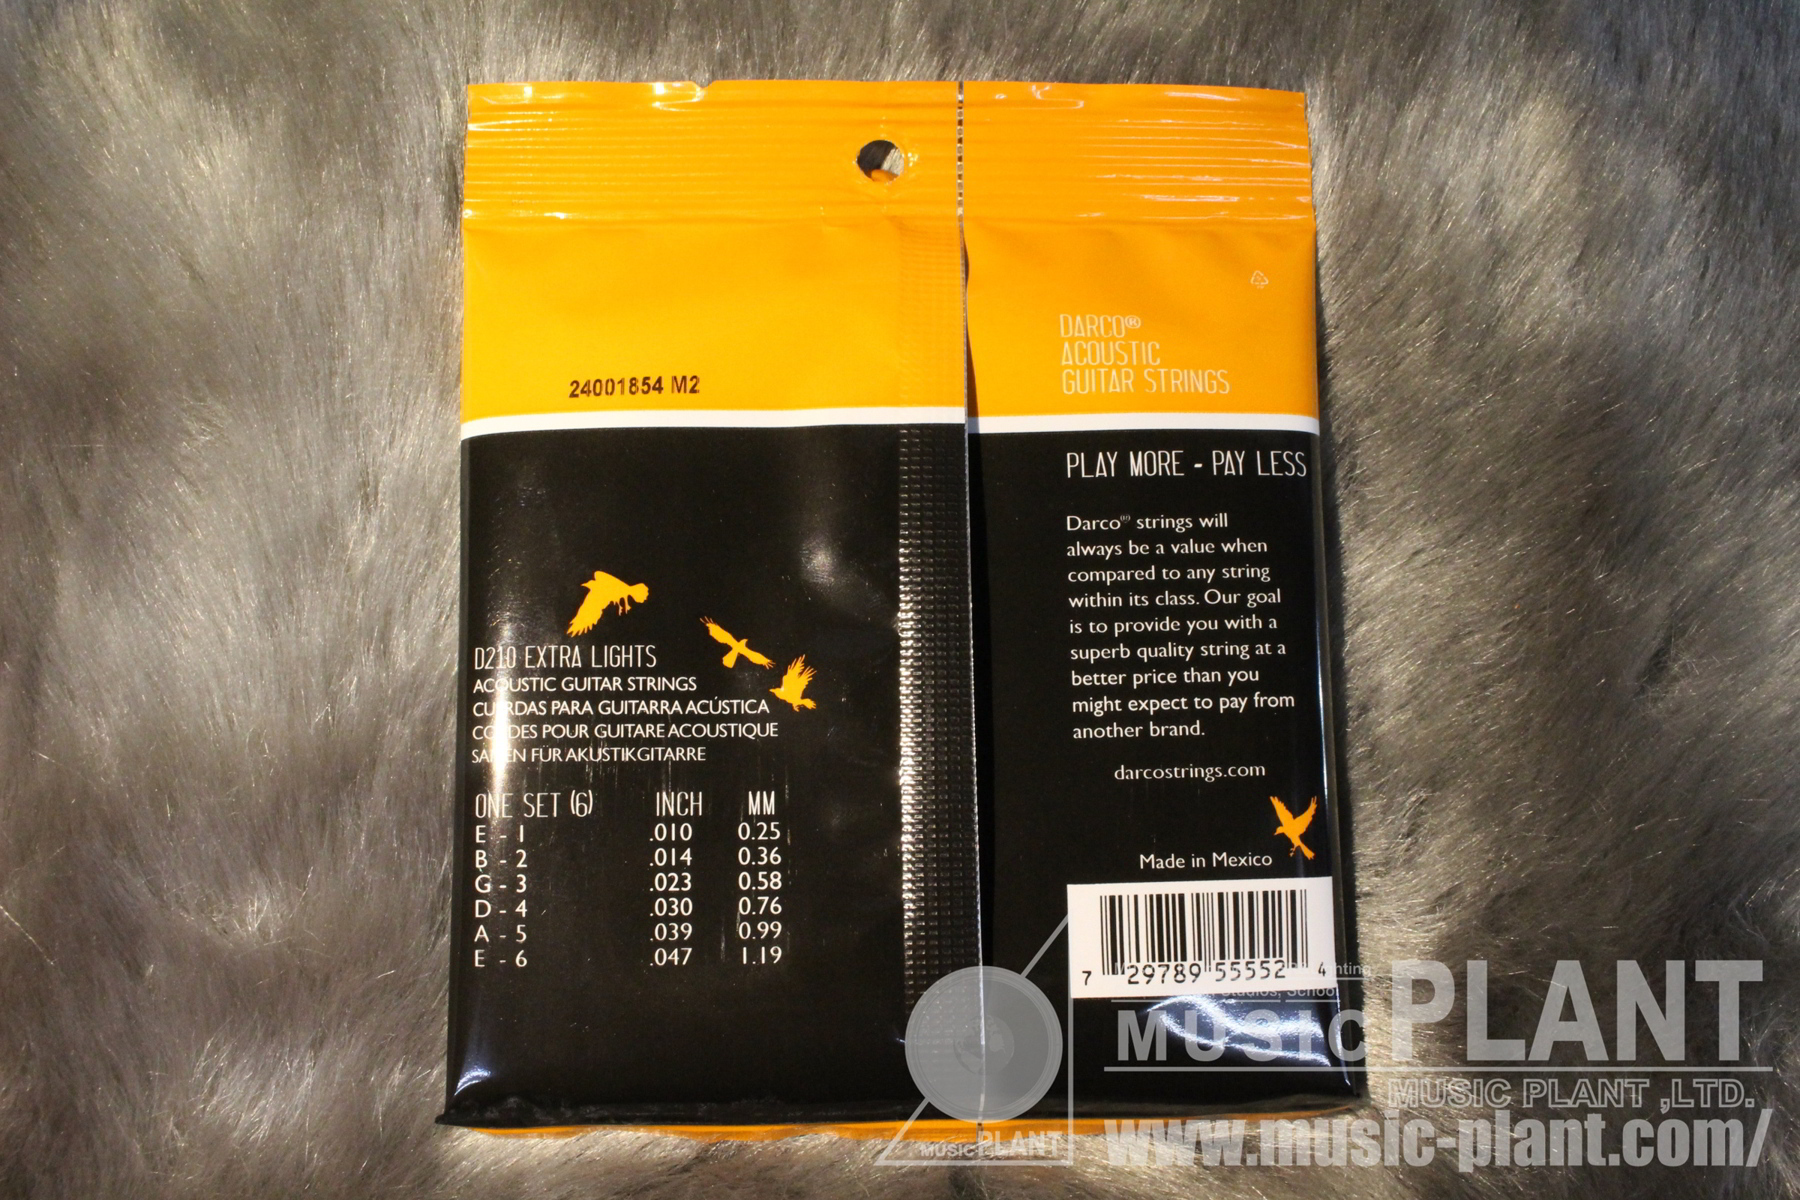 24001854 M2
D210 EXTRA LIGHTS
ACOUSTIC GUITAR STRINGS
CUERDAS PARA GUITARRA ACÚSTICA
CORDES POUR GUITARE ACOUSTIQUE
SAITEN FÜR AKUSTIKGITARRE
ONE SET (6) INCH MM
E - 1 .010 0.25
B - 2 .014 0.36
G - 3 .023 0.58
D - 4 .030 0.76
A - 5 .039 0.99
E - 6 .047 1.19
DARCO®
ACOUSTIC
GUITAR STRINGS
PLAY MORE - PAY LESS
Darco® strings will
always be a value when
compared to any string
within its class. Our goal
is to provide you with a
superb quality string at a
better price than you
might expect to pay from
another brand.
darcostrings.com
Made in Mexico
7 29789 55552 4
Studios, School
MUSIC PLANT
MUSIC PLANT ,LTD.
www.music-plant.com/
MUSIC PLANT